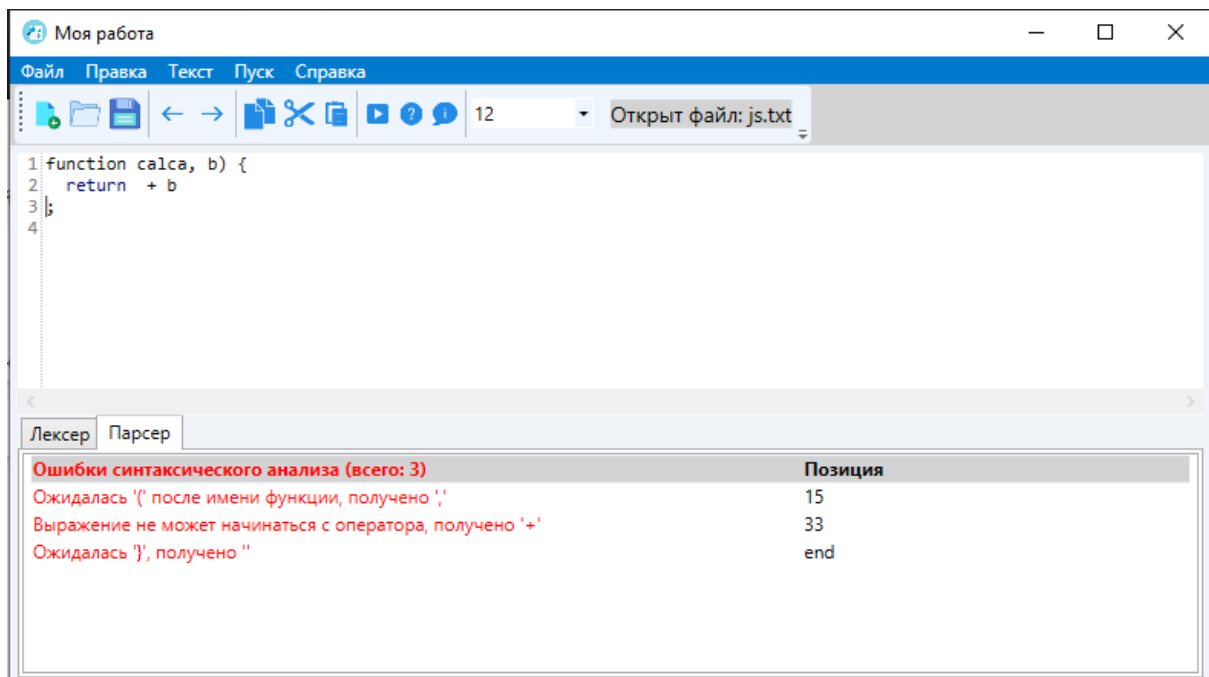 Моя работа
Файл Правка Текст Пуск Справка
12 Открыт файл: js.txt
1 function calca, b) {
2 return + b
3 ;
4
Лексер Парсер
Ошибки синтаксического анализа (всего: 3) Позиция
Ожидалась '(' после имени функции, получено ',' 15
Выражение не может начинаться с оператора, получено '+' 33
Ожидалась '}', получено '' end